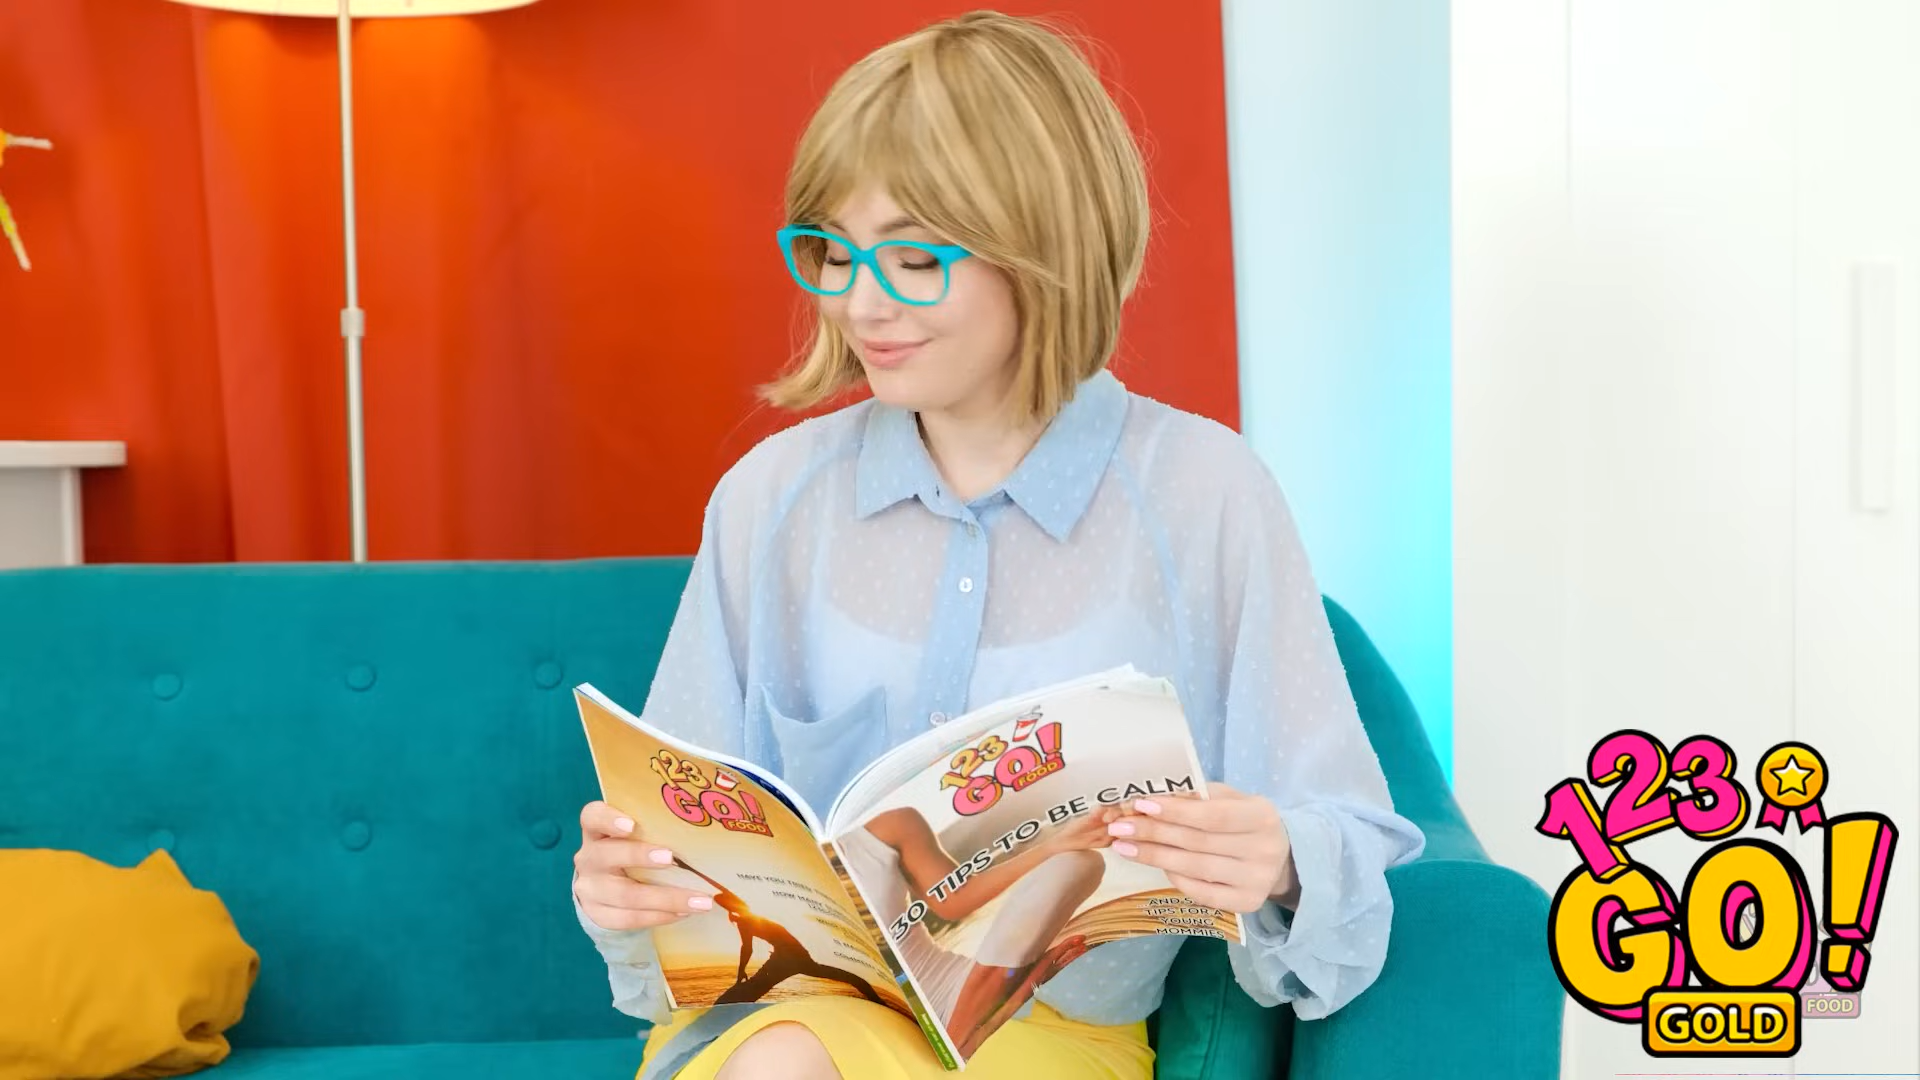 123
GO!
FOOD
123
GO!
FOOD
30 TIPS TO BE CALM
HAVE YOU TRIED
HOW MANY
AND 5
TIPS FOR A
YOUNG
MOMMIES
123
GO!
GOLD
FOOD